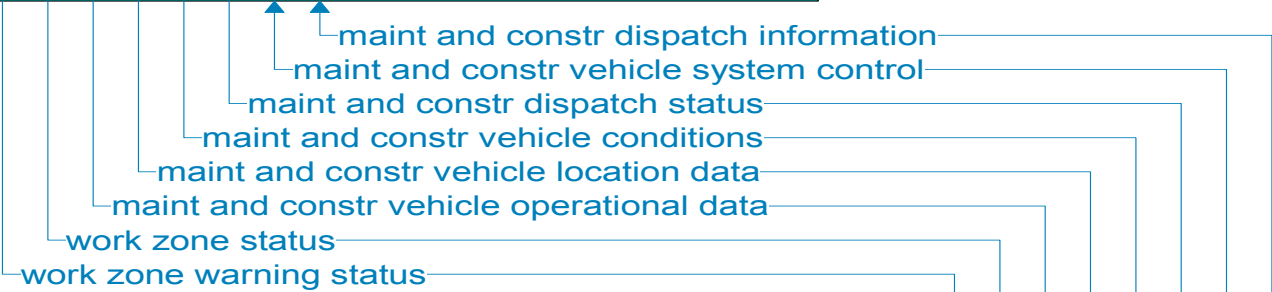 maint and constr dispatch information
maint and constr vehicle system control
maint and constr dispatch status
maint and constr vehicle conditions
maint and constr vehicle location data
maint and constr vehicle operational data
work zone status
work zone warning status